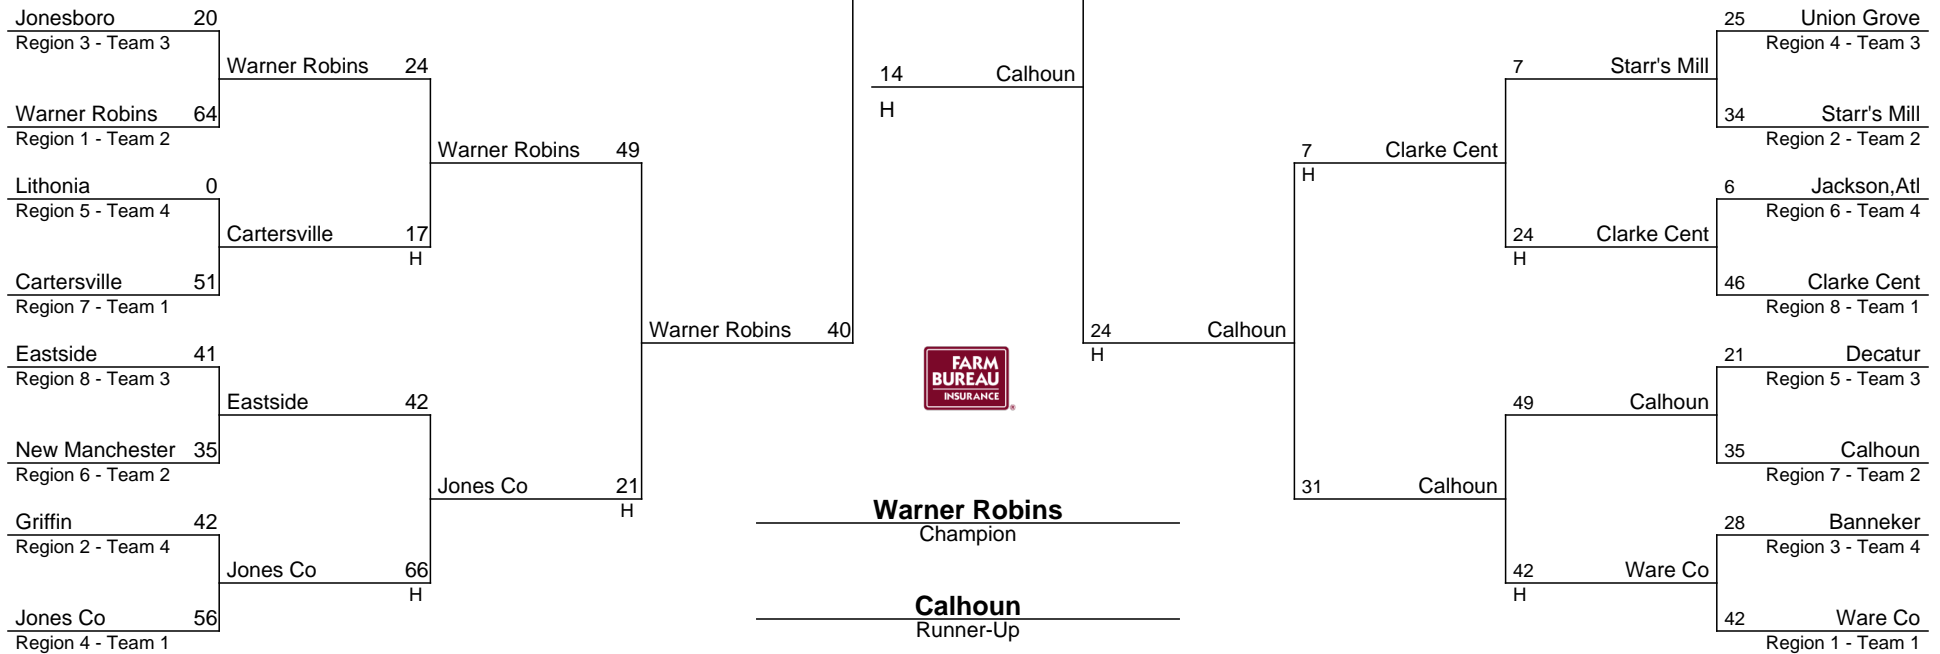 Jonesboro 20
Region 3 - Team 3
Warner Robins 24
Warner Robins 64
Region 1 - Team 2
Warner Robins 49
Lithonia 0
Region 5 - Team 4
Cartersville 17
H
Cartersville 51
Region 7 - Team 1
Warner Robins 40
Eastside 41
Region 8 - Team 3
Eastside 42
New Manchester 35
Region 6 - Team 2
Jones Co 21
H
Griffin 42
Region 2 - Team 4
Jones Co 66
H
Jones Co 56
Region 4 - Team 1
14 Calhoun
H
FARM
BUREAU
INSURANCE
®
Warner Robins
Champion
Calhoun
Runner-Up
25 Union Grove
Region 4 - Team 3
7 Starr's Mill
34 Starr's Mill
Region 2 - Team 2
7 Clarke Cent
H
6 Jackson,Atl
Region 6 - Team 4
24 Clarke Cent
H
46 Clarke Cent
Region 8 - Team 1
24 Calhoun
H
21 Decatur
Region 5 - Team 3
49 Calhoun
35 Calhoun
Region 7 - Team 2
31 Calhoun
28 Banneker
Region 3 - Team 4
42 Ware Co
H
42 Ware Co
Region 1 - Team 1